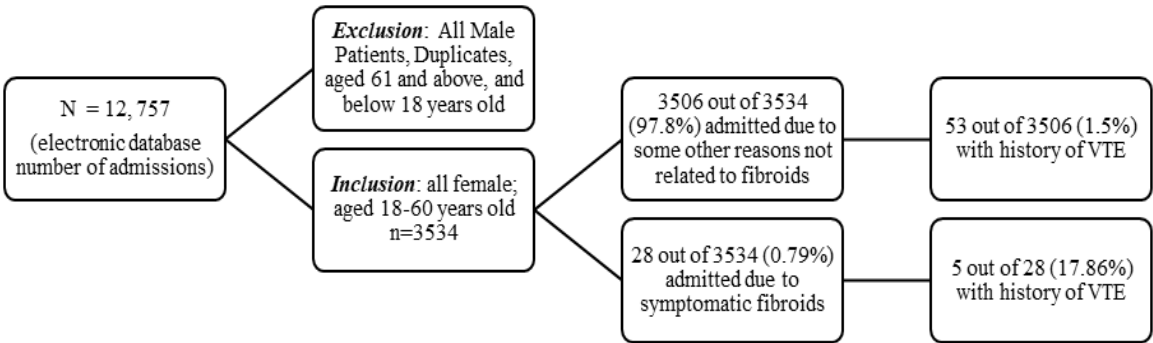 N = 12, 757
(electronic database
number of admissions)
Exclusion: All Male
Patients, Duplicates,
aged 61 and above, and
below 18 years old
Inclusion: all female;
aged 18-60 years old
n=3534
3506 out of 3534
(97.8%) admitted due to
some other reasons not
related to fibroids
53 out of 3506 (1.5%)
with history of VTE
28 out of 3534 (0.79%)
admitted due to
symptomatic fibroids
5 out of 28 (17.86%)
with history of VTE